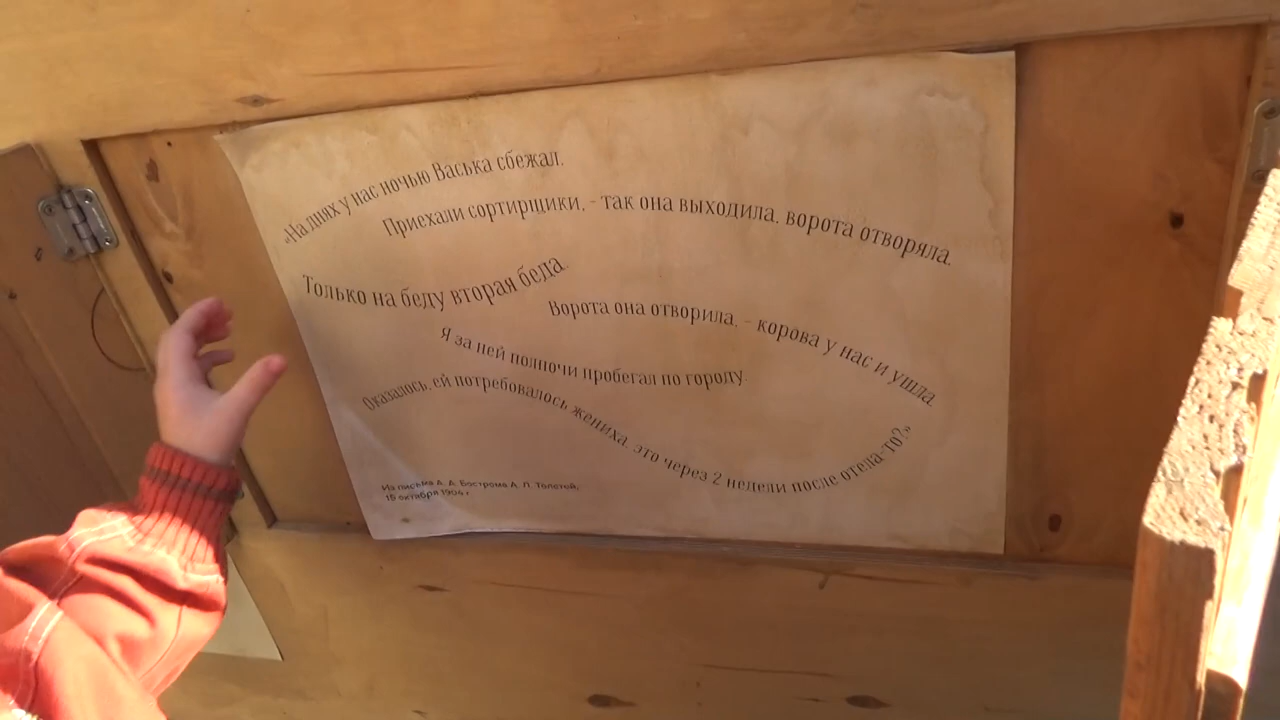 «На днях у нас ночью Васька сбежал.
Приехали сортирщики, - так она выходила, ворота отворяла.
Только на беду вторая беда.
Ворота она отворила, - корова у нас и ушла.
Я за ней полночи пробегал по городу.
Оказалось, ей потребовалось жениха, это через 2 недели после отела-то?»
Из письма А. А. Бострома А. Л. Толстой,
15 октября 1904 г.